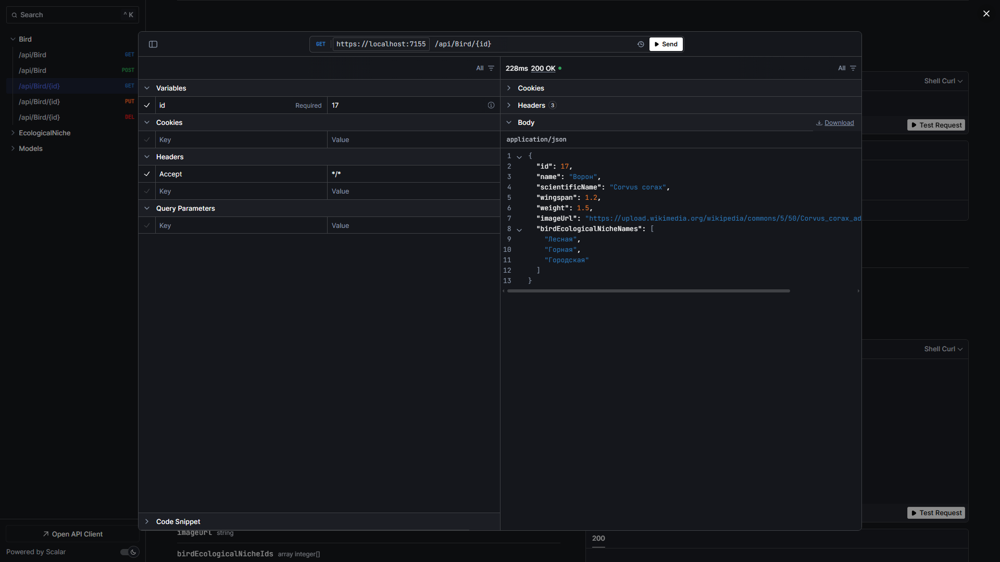 Search ^ K
Bird
/api/Bird GET
/api/Bird POST
/api/Bird/{id} GET
/api/Bird/{id} PUT
/api/Bird/{id} DEL
EcologicalNiche
Models
Open API Client
Powered by Scalar
GET https://localhost:7155 /api/Bird/{id} Send
All
Variables
id Required 17
Cookies
Key Value
Headers
Accept */*
Key Value
Query Parameters
Key Value
Code Snippet
228ms 200 OK All
Cookies
Headers 3
Body Download
application/json
1 {
2 "id": 17,
3 "name": "Ворон",
4 "scientificName": "Corvus corax",
5 "wingspan": 1.2,
6 "weight": 1.5,
7 "imageUrl": "https://upload.wikimedia.org/wikipedia/commons/5/50/Corvus_corax_ad
8 "birdEcologicalNicheNames": [
9 "Лесная",
10 "Горная",
11 "Городская"
12 ]
13 }
Shell Curl
Test Request
Shell Curl
Test Request
imageUrl string
birdEcologicalNicheIds array integer[]
200